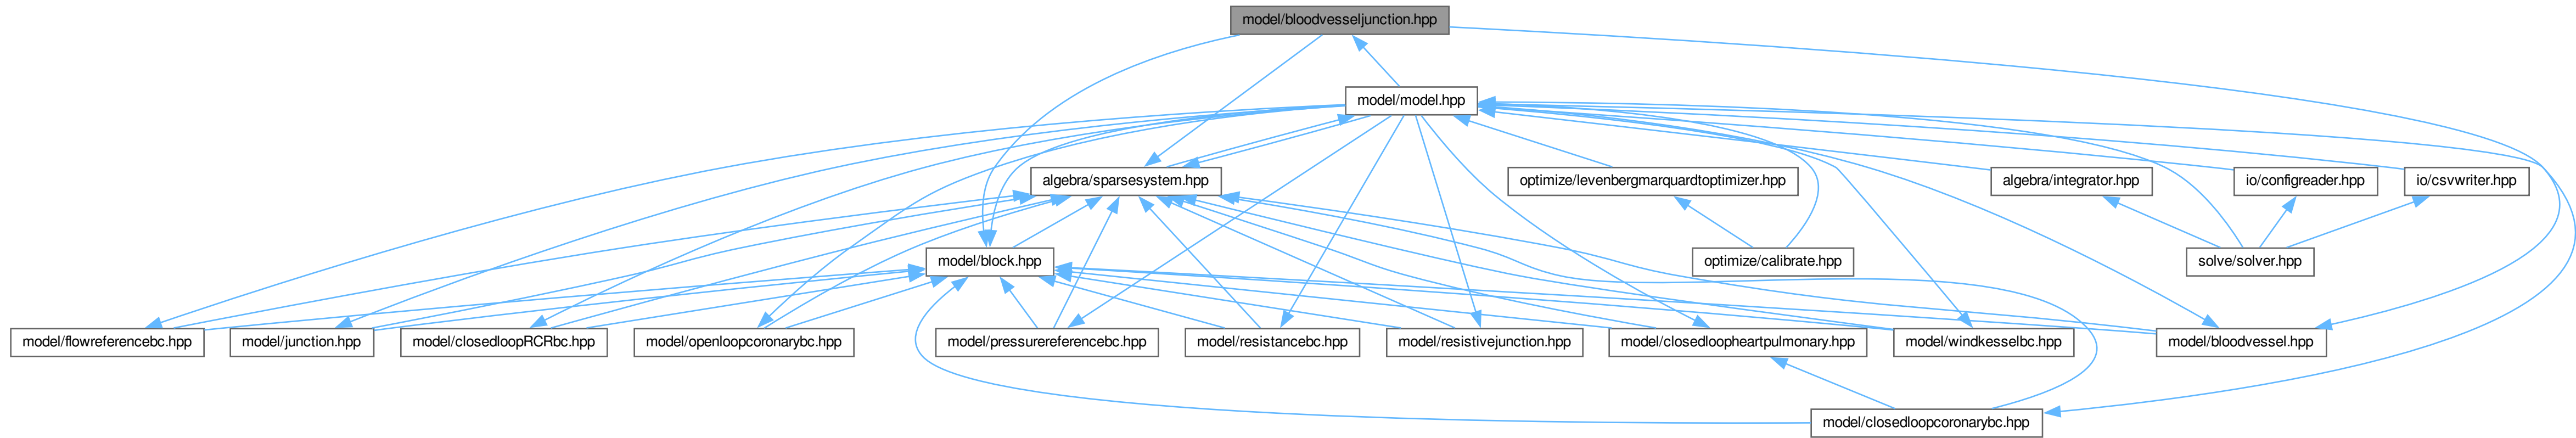 model/bloodvesseljunction.hpp
model/model.hpp
algebra/sparsesystem.hpp
optimize/levenbergmarquardtoptimizer.hpp
algebra/integrator.hpp
io/configreader.hpp
io/csvwriter.hpp
model/block.hpp
optimize/calibrate.hpp
solve/solver.hpp
model/flowreferencebc.hpp
model/junction.hpp
model/closedloopRCRbc.hpp
model/openloopcoronarybc.hpp
model/pressurereferencebc.hpp
model/resistancebc.hpp
model/resistivejunction.hpp
model/closedloopheartpulmonary.hpp
model/windkesselbc.hpp
model/bloodvessel.hpp
model/closedloopcoronarybc.hpp